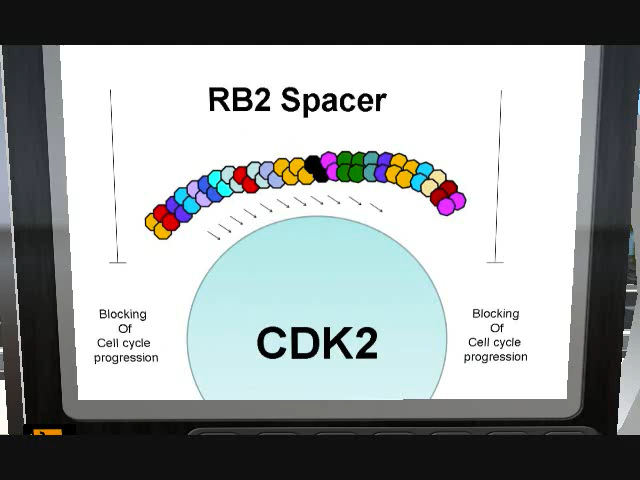 RB2 Spacer
CDK2
Blocking
Of
Cell cycle
progression
Blocking
Of
Cell cycle
progression